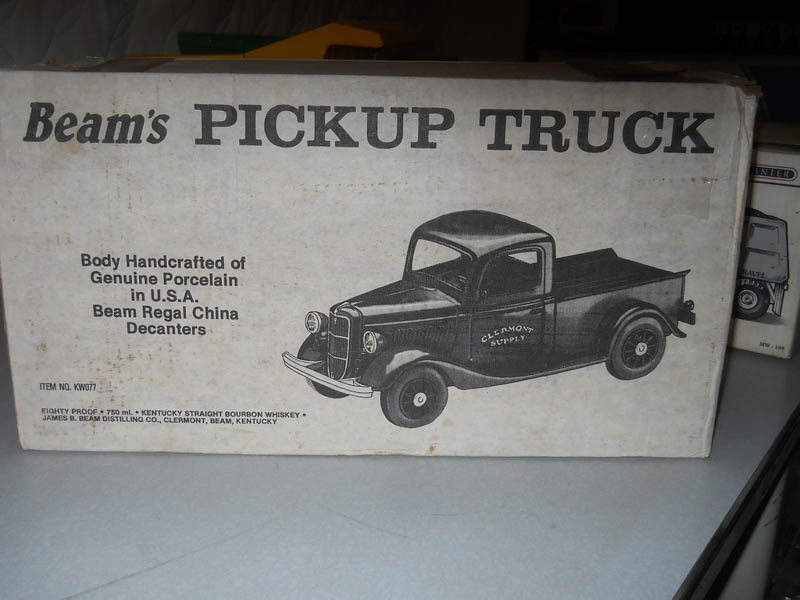 Beam's PICKUP TRUCK
Body Handcrafted of
Genuine Porcelain
in U.S.A.
Beam Regal China
Decanters
CLERMONT
SUPPLY
ITEM NO. KW077
EIGHTY PROOF • 750 ml. • KENTUCKY STRAIGHT BOURBON WHISKEY •
JAMES B. BEAM DISTILLING CO., CLERMONT, BEAM, KENTUCKY